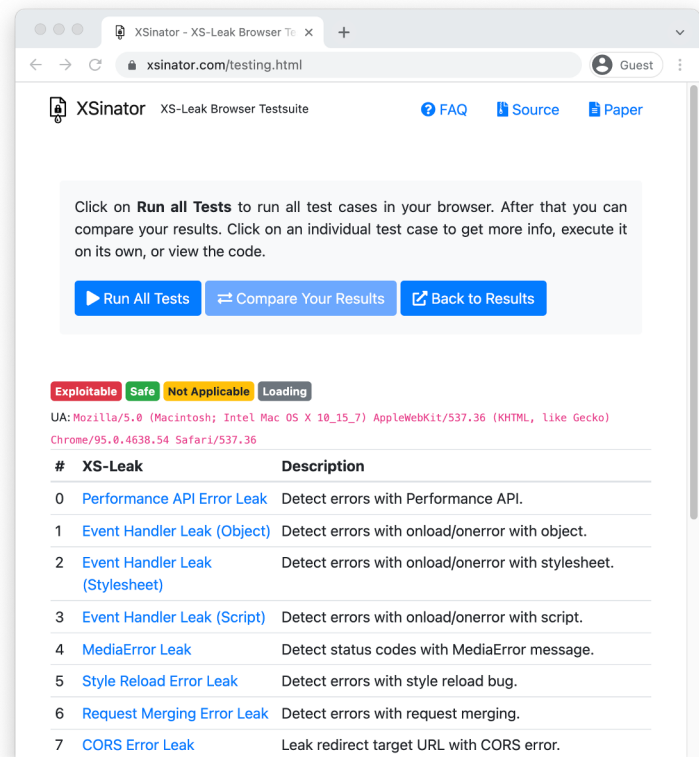 XSinator - XS-Leak Browser Te
xsinator.com/testing.html
Guest
XSinator XS-Leak Browser Testsuite
FAQ
Source
Paper
Click on Run all Tests to run all test cases in your browser. After that you can
compare your results. Click on an individual test case to get more info, execute it
on its own, or view the code.
Run All Tests
Compare Your Results
Back to Results
Exploitable Safe Not Applicable Loading
UA: Mozilla/5.0 (Macintosh; Intel Mac OS X 10_15_7) AppleWebKit/537.36 (KHTML, like Gecko)
Chrome/95.0.4638.54 Safari/537.36
# XS-Leak Description
0 Performance API Error Leak Detect errors with Performance API.
1 Event Handler Leak (Object) Detect errors with onload/onerror with object.
2 Event Handler Leak Detect errors with onload/onerror with stylesheet.
(Stylesheet)
3 Event Handler Leak (Script) Detect errors with onload/onerror with script.
4 MediaError Leak Detect status codes with MediaError message.
5 Style Reload Error Leak Detect errors with style reload bug.
6 Request Merging Error Leak Detect errors with request merging.
7 CORS Error Leak Leak redirect target URL with CORS error.